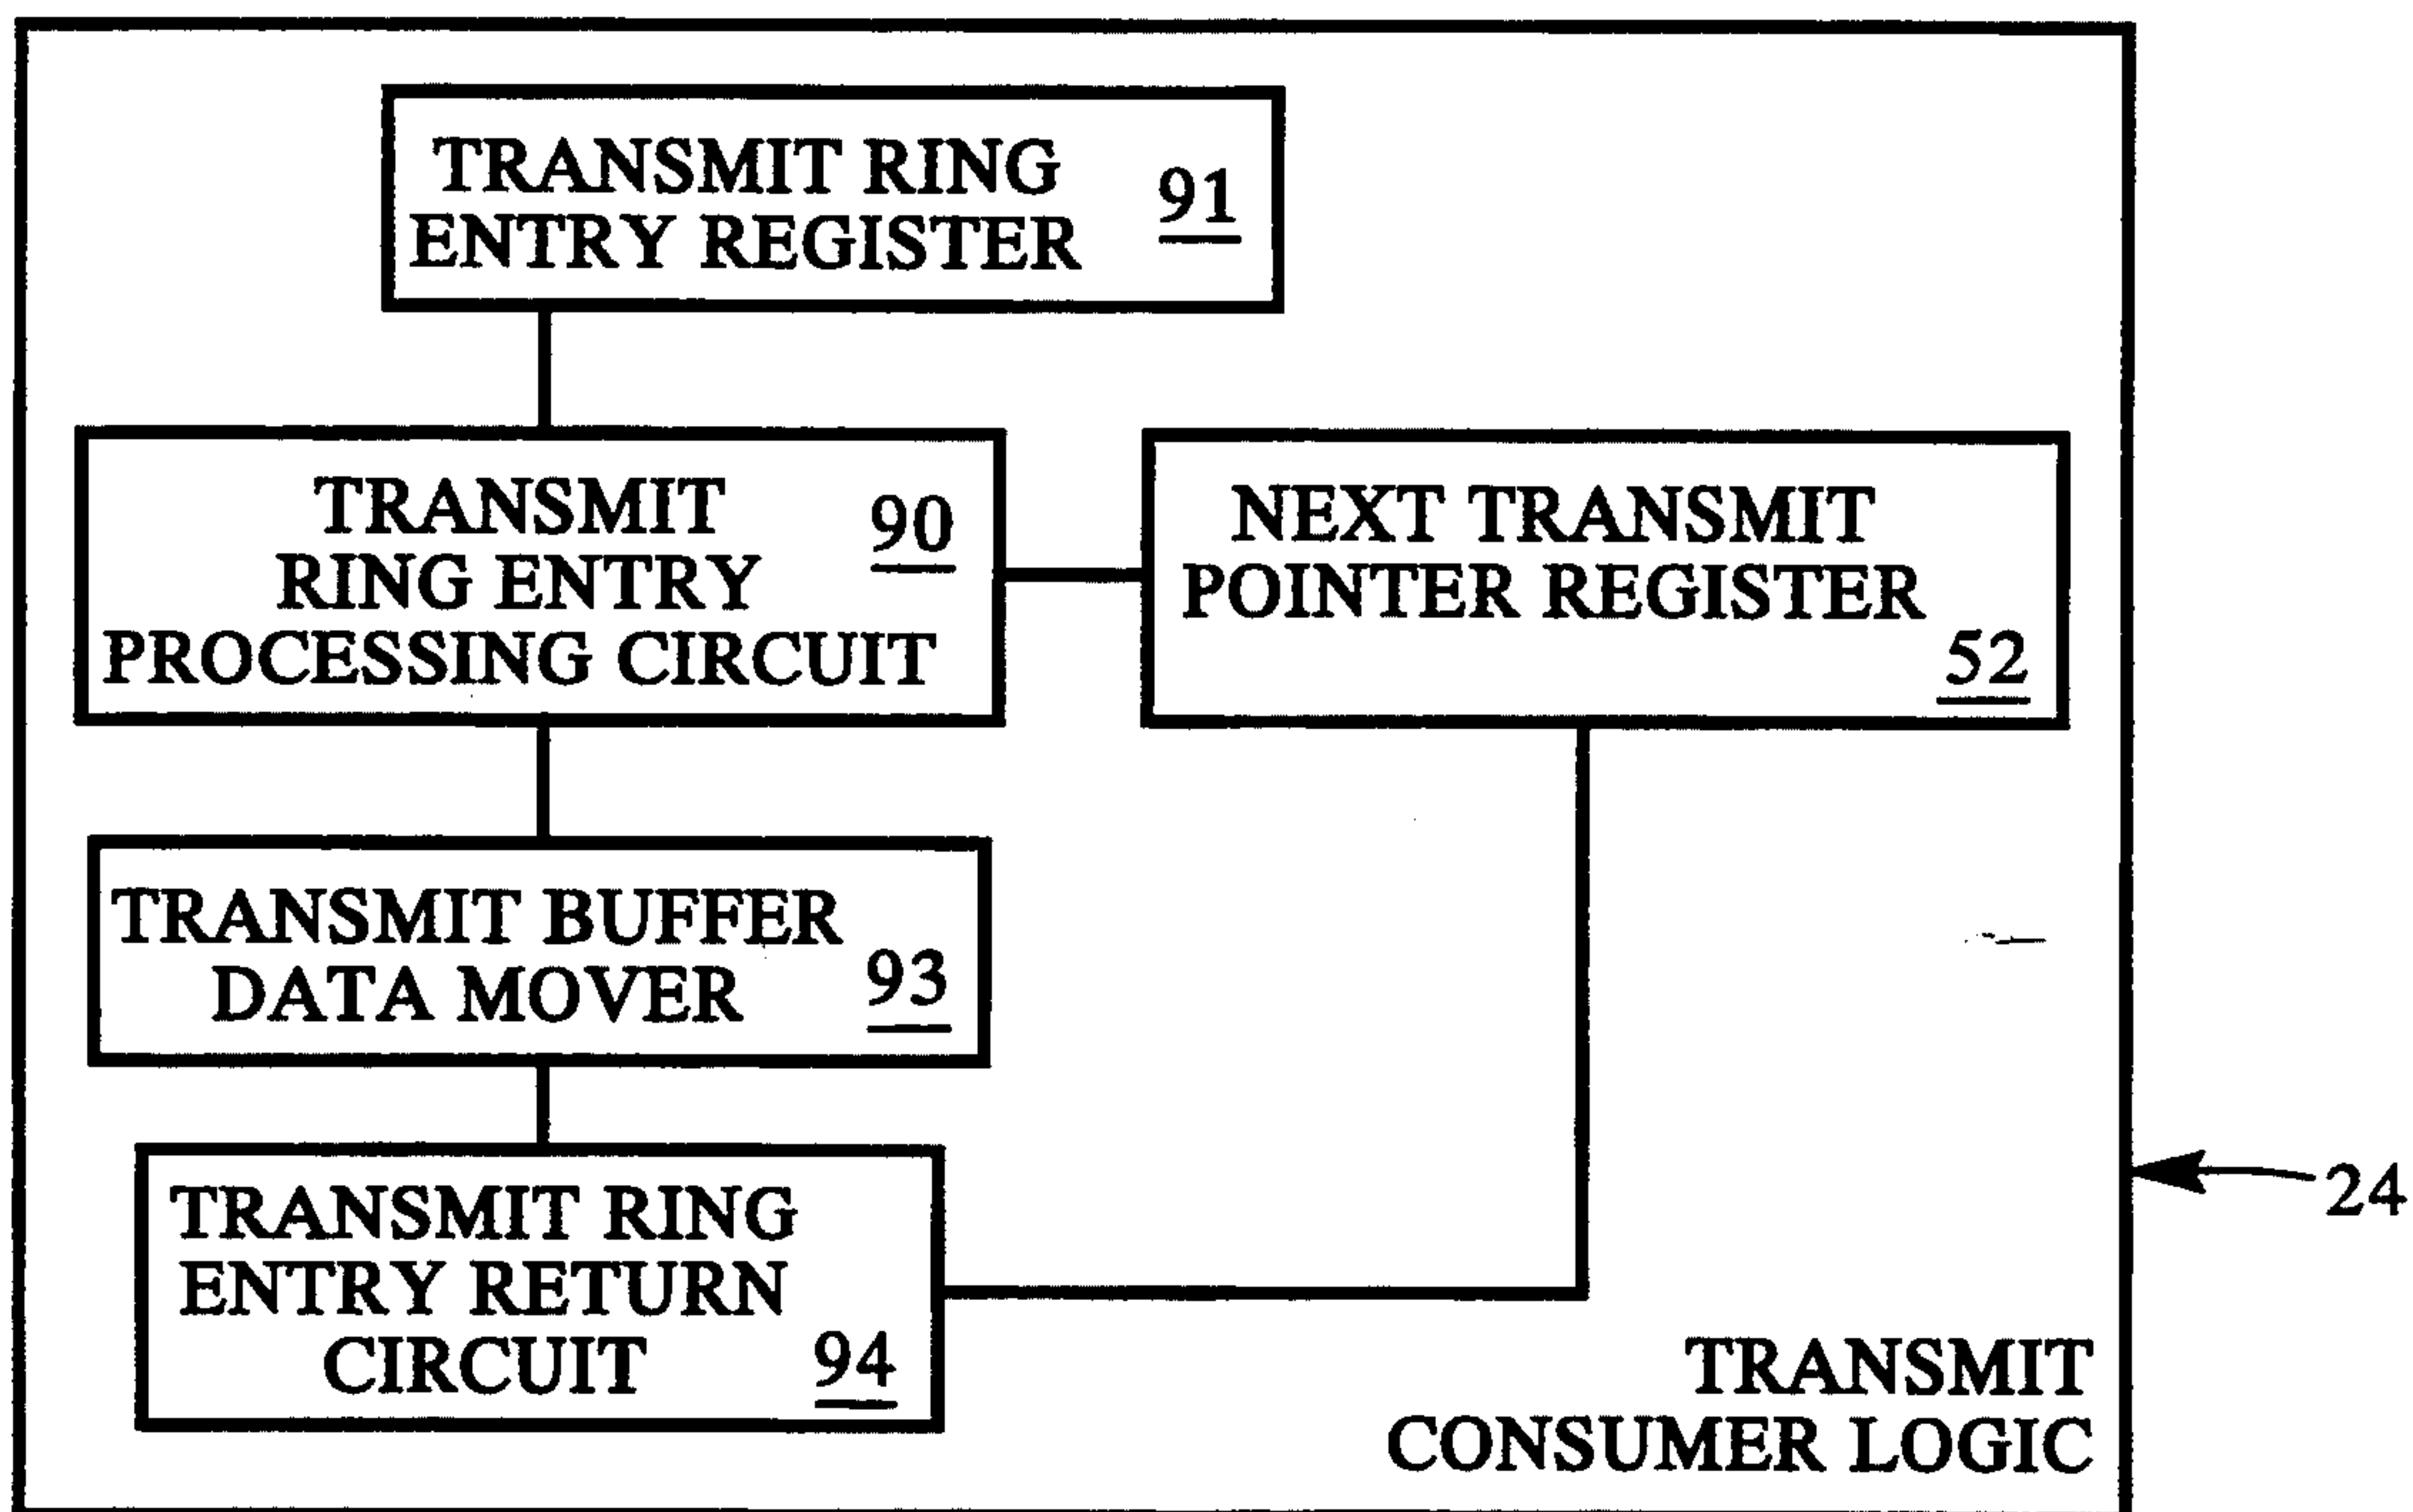 TRANSMIT RING
ENTRY REGISTER
91
TRANSMIT
RING ENTRY
PROCESSING CIRCUIT
90
NEXT TRANSMIT
POINTER REGISTER
52
TRANSMIT BUFFER
DATA MOVER
93
TRANSMIT RING
ENTRY RETURN
CIRCUIT
94
24
TRANSMIT
CONSUMER LOGIC